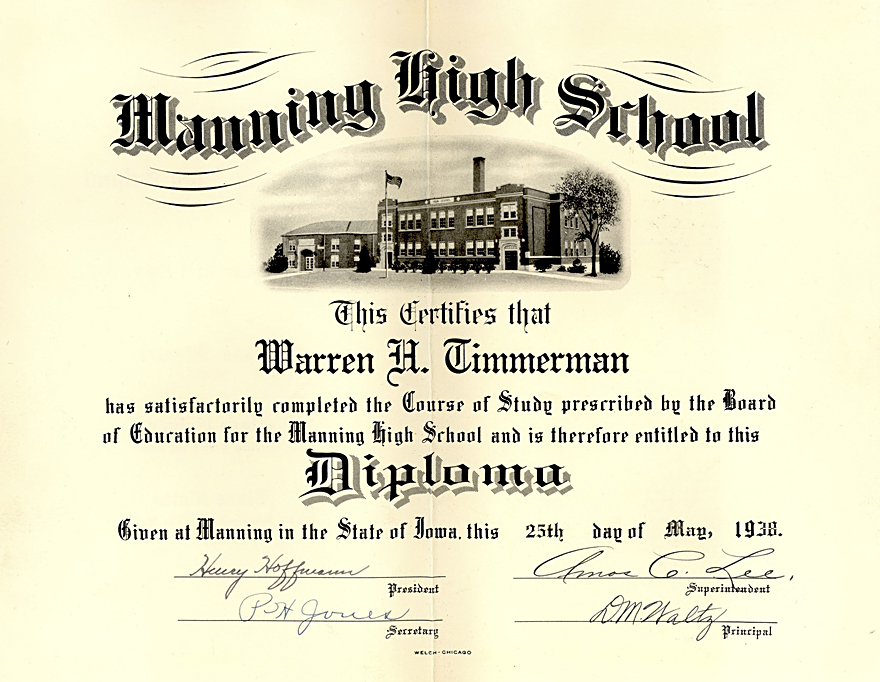 Manning High School
This Certifies that
Warren H. Timmerman
has satisfactorily completed the Course of Study prescribed by the Board
of Education for the Manning High School and is therefore entitled to this
Diploma
Given at Manning in the State of Iowa, this 25th day of May, 1938.
Henry Hoffmann
President
Amos C. Lee,
Superintendent
P H Jones
Secretary
D.M. Waltz
Principal
WELCH-CHICAGO